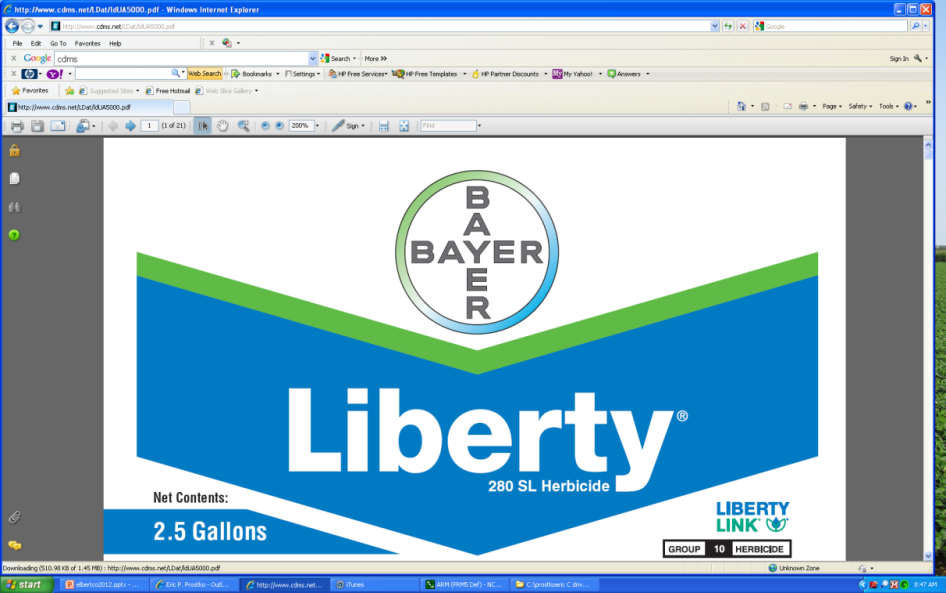 http://www.cdms.net/LDat/ldUA5000.pdf - Windows Internet Explorer
http://www.cdms.net/LDat/ldUA5000.pdf Google
File Edit Go To Favorites Help
Google cdms Search More >> Sign In
hp Y! Web Search Bookmarks Settings HP Free Services HP Free Templates HP Partner Discounts My Yahoo! Answers
Favorites Suggested Sites Free Hotmail Web Slice Gallery
http://www.cdms.net/LDat/ldUA5000.pdf Page Safety Tools
1 (1 of 21) 200% Sign Find
BAYER
BAYER
Liberty®
280 SL Herbicide
Net Contents:
2.5 Gallons
LIBERTY
LINK
GROUP 10 HERBICIDE
Downloading (510.98 KB of 1.45 MB) : http://www.cdms.net/LDat/ldUA5000.pdf Unknown Zone
start elbertco2012.pptx - ... Eric P. Prostko - Outl... http://www.cdms.net... iTunes ARM (PRM5 Def) - NC... C:\prostkoeric C driv... 8:47 AM